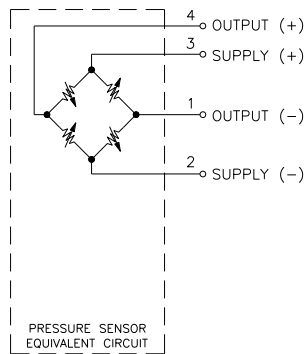 4 OUTPUT (+)
3 SUPPLY (+)
1 OUTPUT (−)
2 SUPPLY (−)
PRESSURE SENSOR
EQUIVALENT CIRCUIT